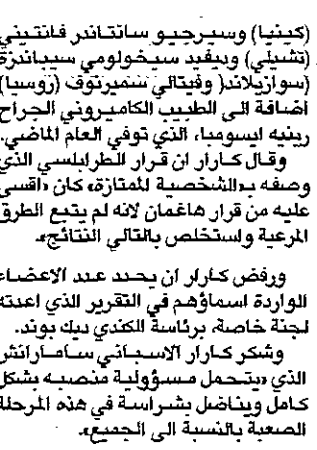 (كينيا) وسيرجيو سانتاندر فانتيني
(تشيلي) وديفيد سيخولومي سيباندزة
(سوازيلاند) وفيتالي سميرنوف (روسيا)
اضافة الى الطبيب الكاميروني الجراح
رينيه ايسومبا، الذي توفي العام الماضي.
وقال كارار ان قرار الطرابلسي الذي
وصفه بـ«الشخصية الممتازة» كان «اقسى
عليه من قرار هاغمان لانه لم يتبع الطرق
المرعية واستخلص بالتالي النتائج».
ورفض كارار ان يحدد عدد الاعضاء
الواردة اسماؤهم في التقرير الذي اعدته
لجنة خاصة، برئاسة الكندي ديك بوند.
وشكر كارار الاسباني سامارانش
الذي «يتحمل مسؤولية منصبه بشكل
كامل ويناضل بشراسة في هذه المرحلة
الصعبة بالنسبة الى الجميع».